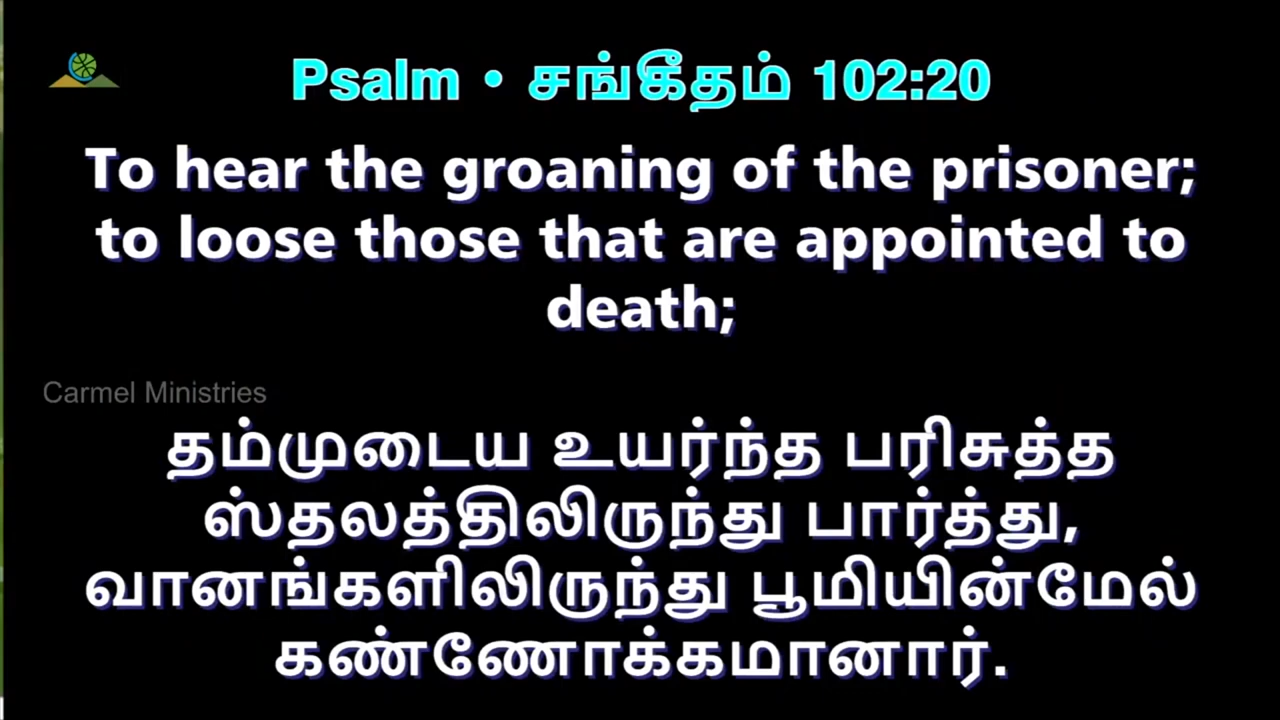 Psalm • சங்கீதம் 102:20
To hear the groaning of the prisoner;
to loose those that are appointed to
death;
Carmel Ministries
தம்முடைய உயர்ந்த பரிசுத்த
ஸ்தலத்திலிருந்து பார்த்து,
வானங்களிலிருந்து பூமியின்மேல்
கண்ணோக்கமானார்.